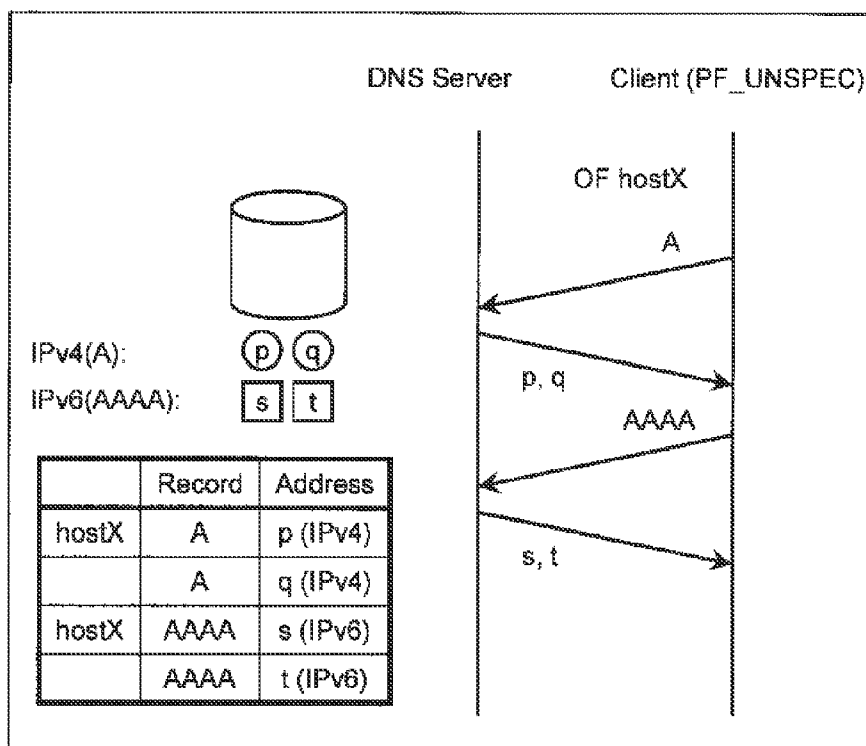 DNS Server
Client (PF_UNSPEC)
OF hostX
A
p, q
AAAA
s, t
IPv4(A): p q
IPv6(AAAA): s t
Record Address
hostX A p (IPv4)
A q (IPv4)
hostX AAAA s (IPv6)
AAAA t (IPv6)